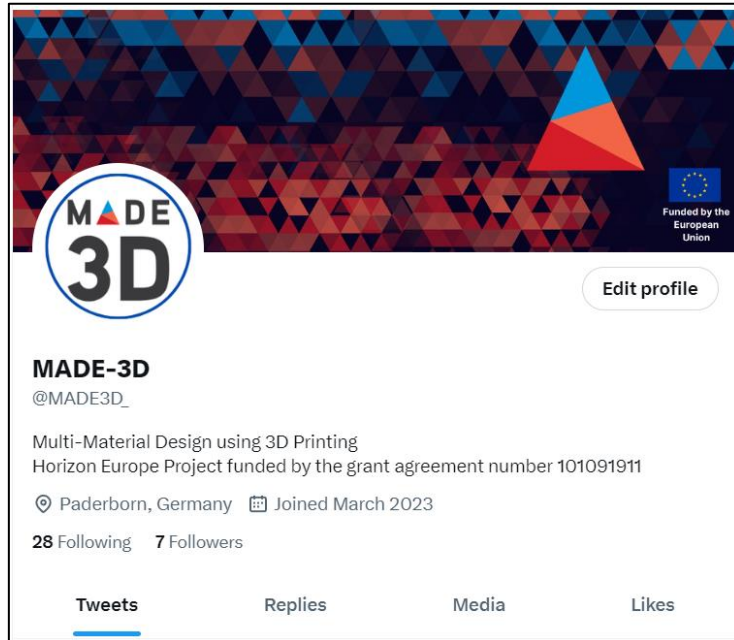 Funded by the
European
Union
MADE
3D
Edit profile
MADE-3D
@MADE3D_
Multi-Material Design using 3D Printing
Horizon Europe Project funded by the grant agreement number 101091911
Paderborn, Germany Joined March 2023
28 Following 7 Followers
Tweets Replies Media Likes